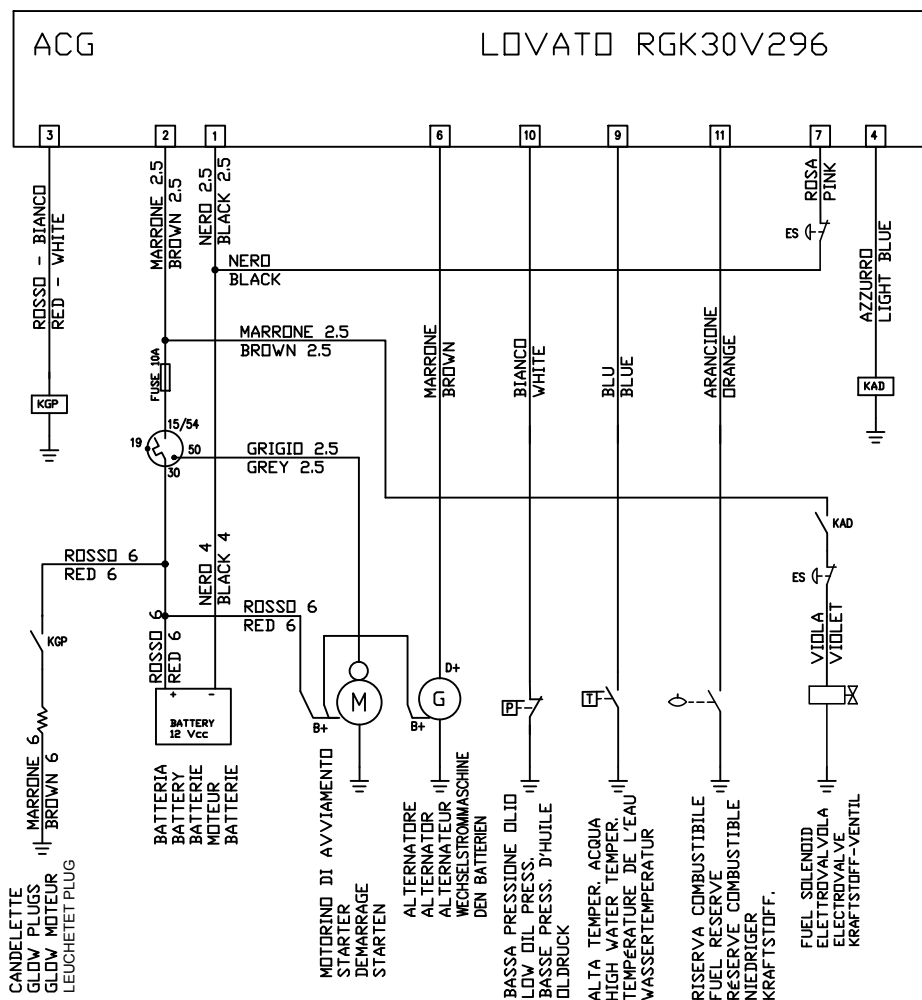 ACG
LOVATO RGK30V296
3
2
1
6
10
9
11
7
4
ROSSO - BIANCO
RED - WHITE
MARRONE 2.5
BROWN 2.5
NERO 2.5
BLACK 2.5
ROSA
PINK
ES
AZZURRO
LIGHT BLUE
NERO
BLACK
MARRONE 2.5
BROWN 2.5
MARRONE
BROWN
BIANCO
WHITE
BLU
BLUE
ARANCIONE
ORANGE
FUSE 10A
KGP
KAD
15/54
19
50
30
GRIGIO 2.5
GREY 2.5
KAD
ES
ROSSO 6
RED 6
NERO 4
BLACK 4
ROSSO 6
RED 6
KGP
ROSSO 6
RED 6
VIOLA
VIOLET
D+
M
G
P
T
B+
B+
+ -
BATTERY
12 Vcc
MARRONE 6
BROWN 6
CANDELETTE
GLOW PLUGS
GLOW MOTEUR
LEUCHETET PLUG
BATTERIA
BATTERY
BATTERIE
MOTEUR
BATTERIE
MOTORINO DI AVVIAMENTO
STARTER
DEMARRAGE
STARTEN
ALTERNATORE
ALTERNATOR
ALTERNATEUR
WECHSELSTROMMASCHINE
DEN BATTERIEN
BASSA PRESSIONE OLIO
LOW OIL PRESS.
BASSE PRESS. D'HUILE
OLDRUCK
ALTA TEMPER. ACQUA
HIGH WATER TEMPER.
TEMPÉRATURE DE L'EAU
WASSERTEMPERATUR
RISERVA COMBUSTIBILE
FUEL RESERVE
RéSERVE COMBUSTIBLE
NIEDRIGER
KRAFTSTOFF.
FUEL SOLENOID
ELETTROVALVOLA
ELECTROVALVE
KRAFTSTOFF-VENTIL